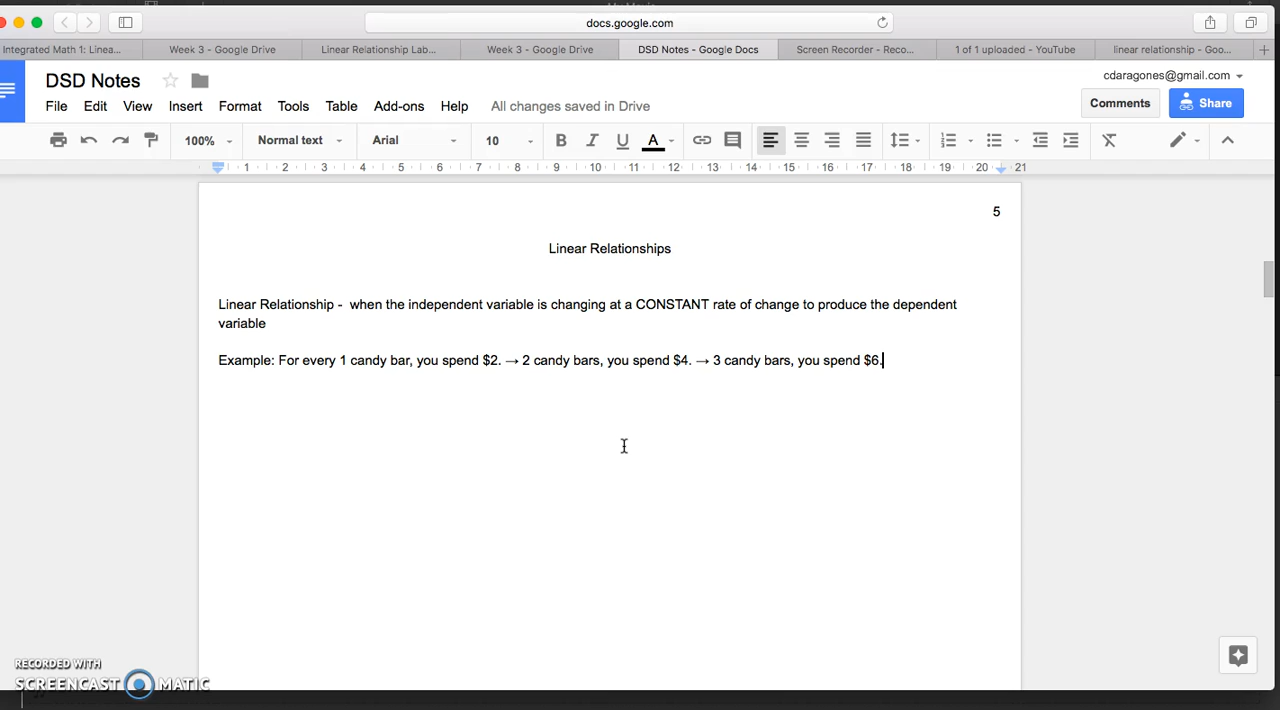 docs.google.com
Integrated Math 1: Linea...
Week 3 - Google Drive
Linear Relationship Lab...
Week 3 - Google Drive
DSD Notes - Google Docs
Screen Recorder - Reco...
1 of 1 uploaded - YouTube
linear relationship - Goo...
DSD Notes
cdaragones@gmail.com
File Edit View Insert Format Tools Table Add-ons Help All changes saved in Drive
Comments
Share
100% Normal text Arial 10 B I U A
1 2 3 4 5 6 7 8 9 10 11 12 13 14 15 16 17 18 19 20 21
5
Linear Relationships
Linear Relationship - when the independent variable is changing at a CONSTANT rate of change to produce the dependent
variable
Example: For every 1 candy bar, you spend $2. → 2 candy bars, you spend $4. → 3 candy bars, you spend $6.
RECORDED WITH
SCREENCAST MATIC